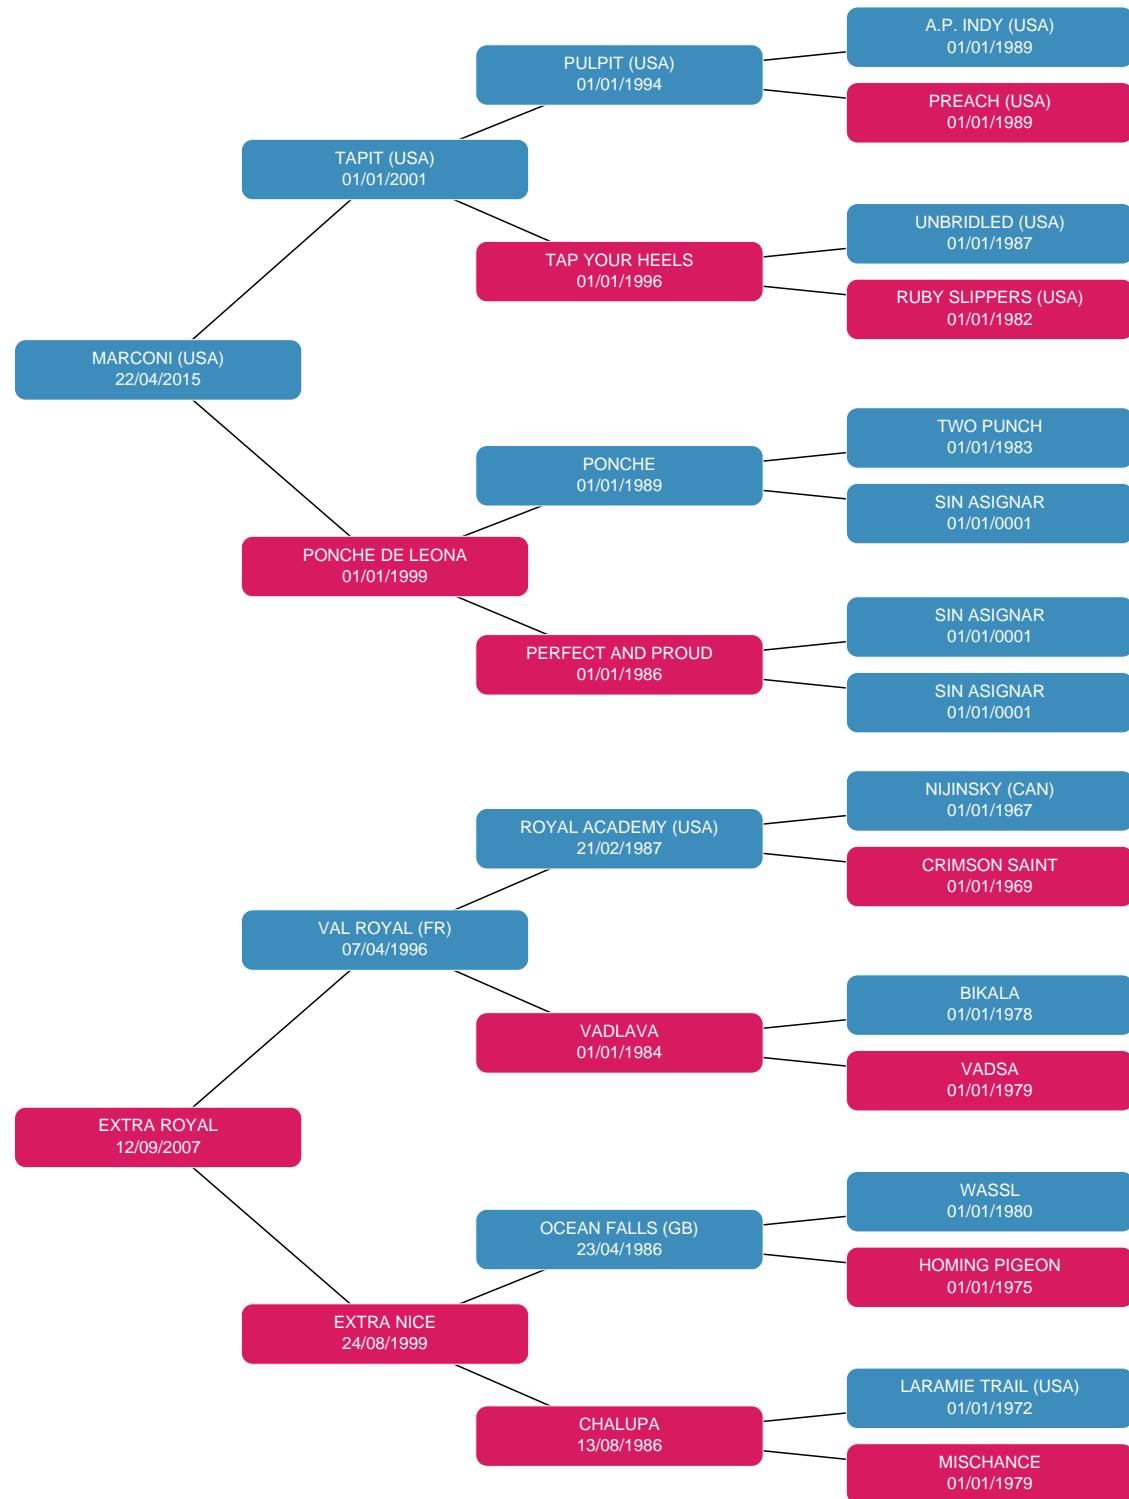 A.P. INDY (USA)
01/01/1989
PULPIT (USA)
01/01/1994
PREACH (USA)
01/01/1989
TAPIT (USA)
01/01/2001
UNBRIDLED (USA)
01/01/1987
TAP YOUR HEELS
01/01/1996
RUBY SLIPPERS (USA)
01/01/1982
MARCONI (USA)
22/04/2015
TWO PUNCH
01/01/1983
PONCHE
01/01/1989
SIN ASIGNAR
01/01/0001
PONCHE DE LEONA
01/01/1999
SIN ASIGNAR
01/01/0001
PERFECT AND PROUD
01/01/1986
SIN ASIGNAR
01/01/0001
NIJINSKY (CAN)
01/01/1967
ROYAL ACADEMY (USA)
21/02/1987
CRIMSON SAINT
01/01/1969
VAL ROYAL (FR)
07/04/1996
BIKALA
01/01/1978
VADLAVA
01/01/1984
VADSA
01/01/1979
EXTRA ROYAL
12/09/2007
WASSL
01/01/1980
OCEAN FALLS (GB)
23/04/1986
HOMING PIGEON
01/01/1975
EXTRA NICE
24/08/1999
LARAMIE TRAIL (USA)
01/01/1972
CHALUPA
13/08/1986
MISCHANCE
01/01/1979